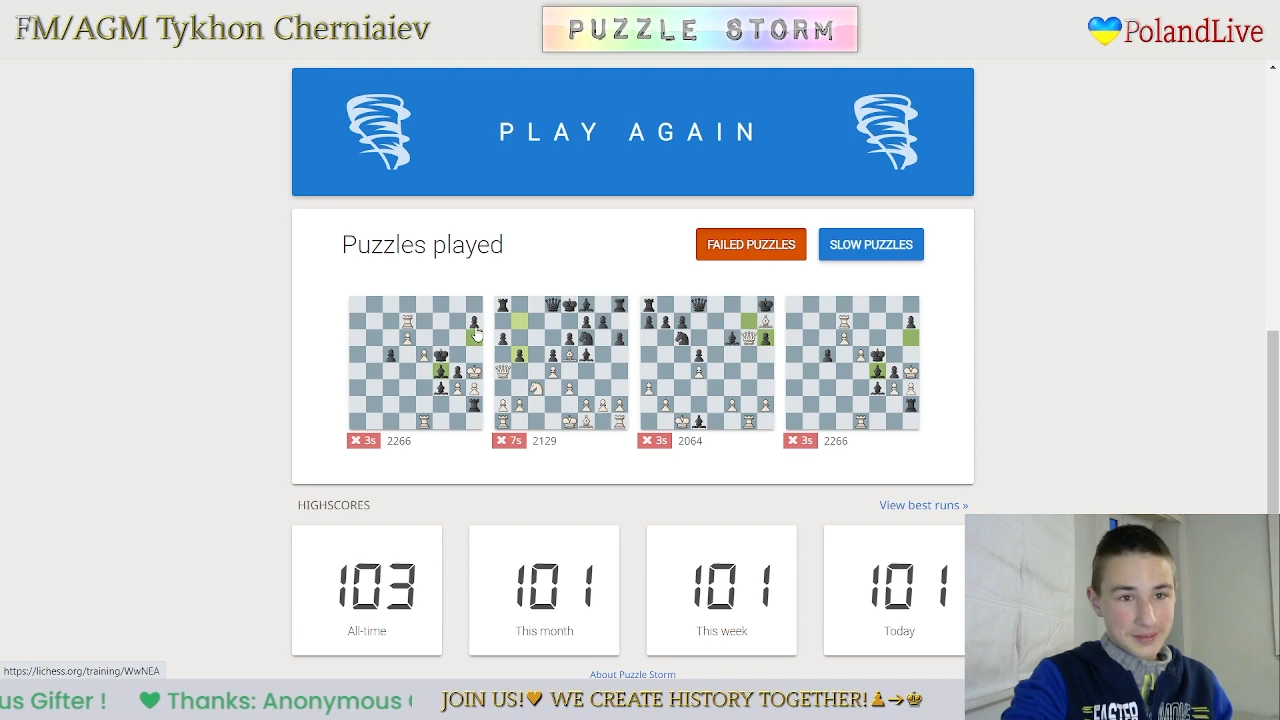 FM/AGM Tykhon Cherniaiev
PUZZLE STORM
PolandLive
PLAY AGAIN
Puzzles played
FAILED PUZZLES
SLOW PUZZLES
3s 2266
7s 2129
3s 2064
3s 2266
HIGHSCORES
View best runs »
103
101
101
101
All-time
This month
This week
Today
https://lichess.org/training/WwNEA
About Puzzle Storm
us Gifter ! Thanks: Anonymous
JOIN US! WE CREATE HISTORY TOGETHER!